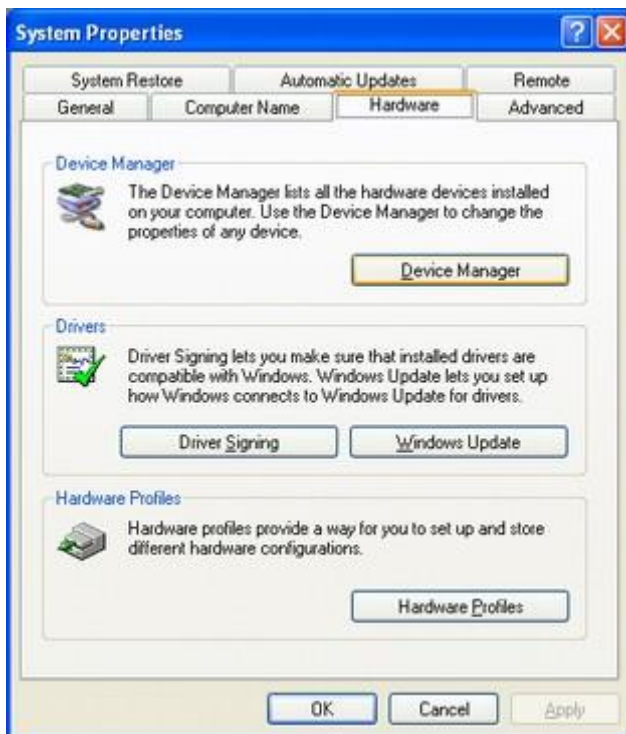 System Properties
System Restore Automatic Updates Remote
General Computer Name Hardware Advanced
Device Manager
The Device Manager lists all the hardware devices installed
on your computer. Use the Device Manager to change the
properties of any device.
Device Manager
Drivers
Driver Signing lets you make sure that installed drivers are
compatible with Windows. Windows Update lets you set up
how Windows connects to Windows Update for drivers.
Driver Signing Windows Update
Hardware Profiles
Hardware profiles provide a way for you to set up and store
different hardware configurations.
Hardware Profiles
OK Cancel Apply